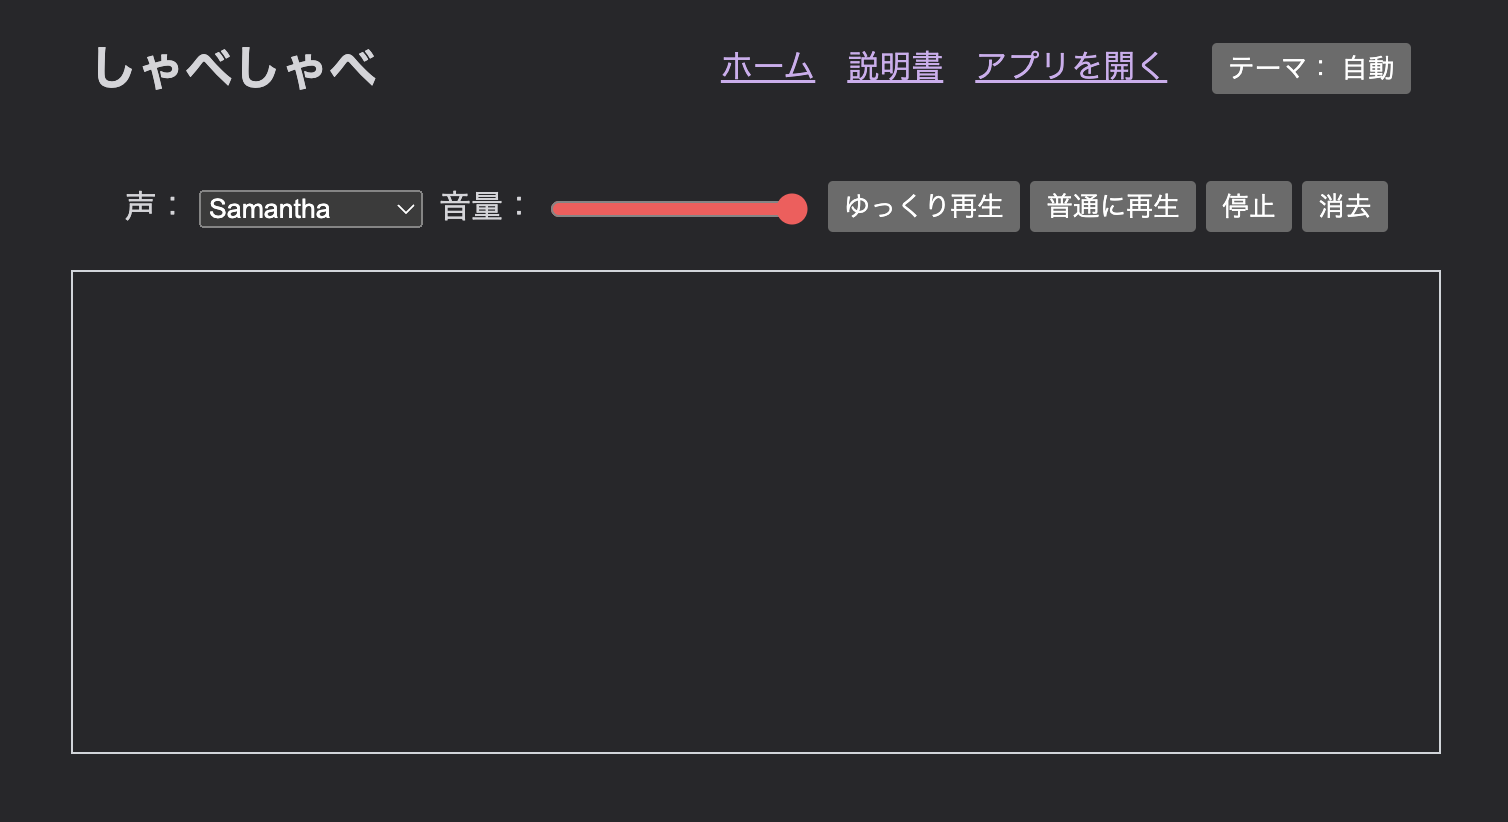 しゃべしゃべ ホーム 説明書 アプリを開く テーマ： 自動
声： Samantha 音量： ゆっくり再生 普通に再生 停止 消去